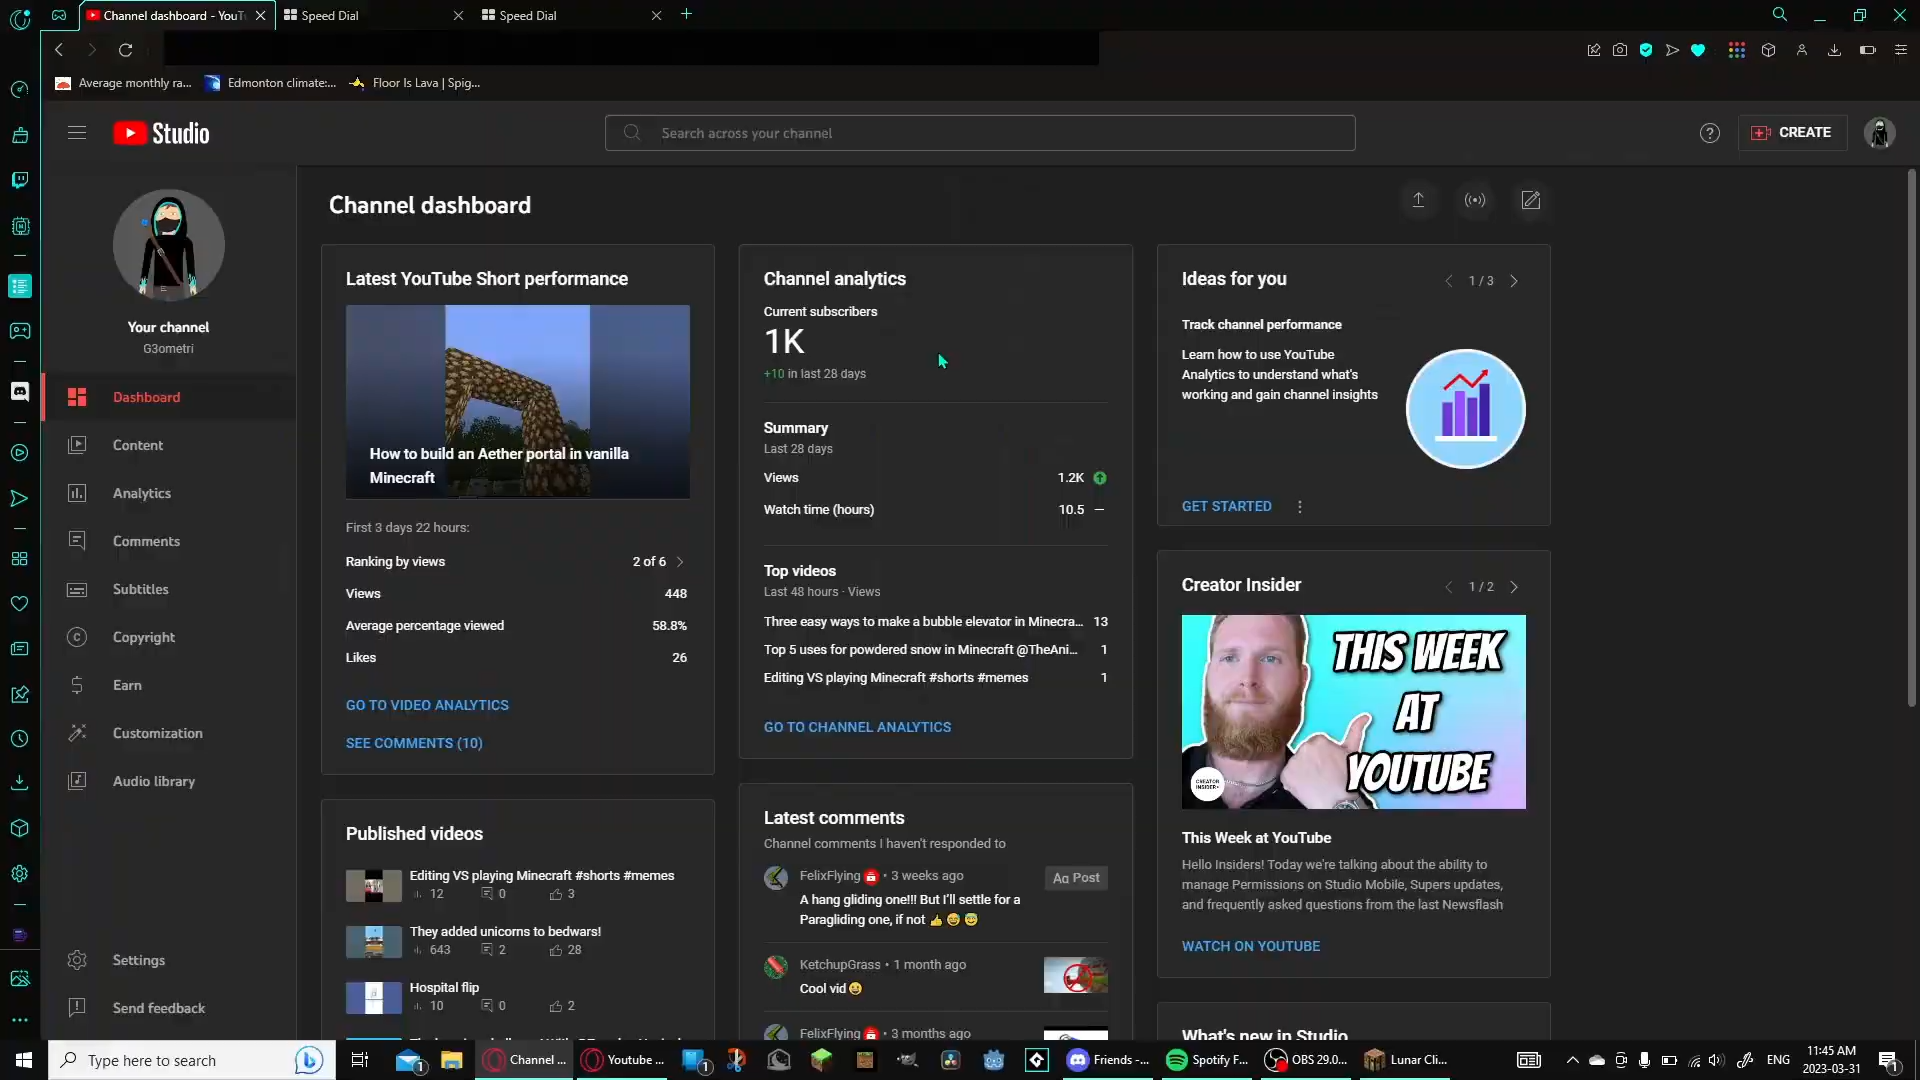 Channel dashboard - YouT
Speed Dial
Speed Dial
Average monthly ra...
Edmonton climate:...
Floor Is Lava | Spig...
Studio
Search across your channel
CREATE
Your channel
G3ometri
Dashboard
Content
Analytics
Comments
Subtitles
Copyright
Earn
Customization
Audio library
Settings
Send feedback
Channel dashboard
Latest YouTube Short performance
How to build an Aether portal in vanilla
Minecraft
First 3 days 22 hours:
Ranking by views 2 of 6
Views 448
Average percentage viewed 58.8%
Likes 26
GO TO VIDEO ANALYTICS
SEE COMMENTS (10)
Published videos
Editing VS playing Minecraft #shorts #memes
12 0 3
They added unicorns to bedwars!
643 2 28
Hospital flip
10 0 2
Channel analytics
Current subscribers
1K
+10 in last 28 days
Summary
Last 28 days
Views 1.2K
Watch time (hours) 10.5 —
Top videos
Last 48 hours · Views
Three easy ways to make a bubble elevator in Minecra... 13
Top 5 uses for powdered snow in Minecraft @TheAni... 1
Editing VS playing Minecraft #shorts #memes 1
GO TO CHANNEL ANALYTICS
Latest comments
Channel comments I haven't responded to
FelixFlying • 3 weeks ago
A hang gliding one!!! But I'll settle for a
Paragliding one, if not 👍😄😇
Aa Post
KetchupGrass • 1 month ago
Cool vid 😀
FelixFlying • 3 months ago
Ideas for you
1 / 3
Track channel performance
Learn how to use YouTube
Analytics to understand what's
working and gain channel insights
GET STARTED
Creator Insider
1 / 2
THIS WEEK
AT
YOUTUBE
CREATOR
INSIDER
This Week at YouTube
Hello Insiders! Today we're talking about the ability to
manage Permissions on Studio Mobile, Supers updates,
and frequently asked questions from the last Newsflash
WATCH ON YOUTUBE
What's new in Studio
Type here to search
1
Channel ...
Youtube ...
1
Friends -...
Spotify F...
OBS 29.0...
Lunar Cli...
ENG
11:45 AM
2023-03-31
1